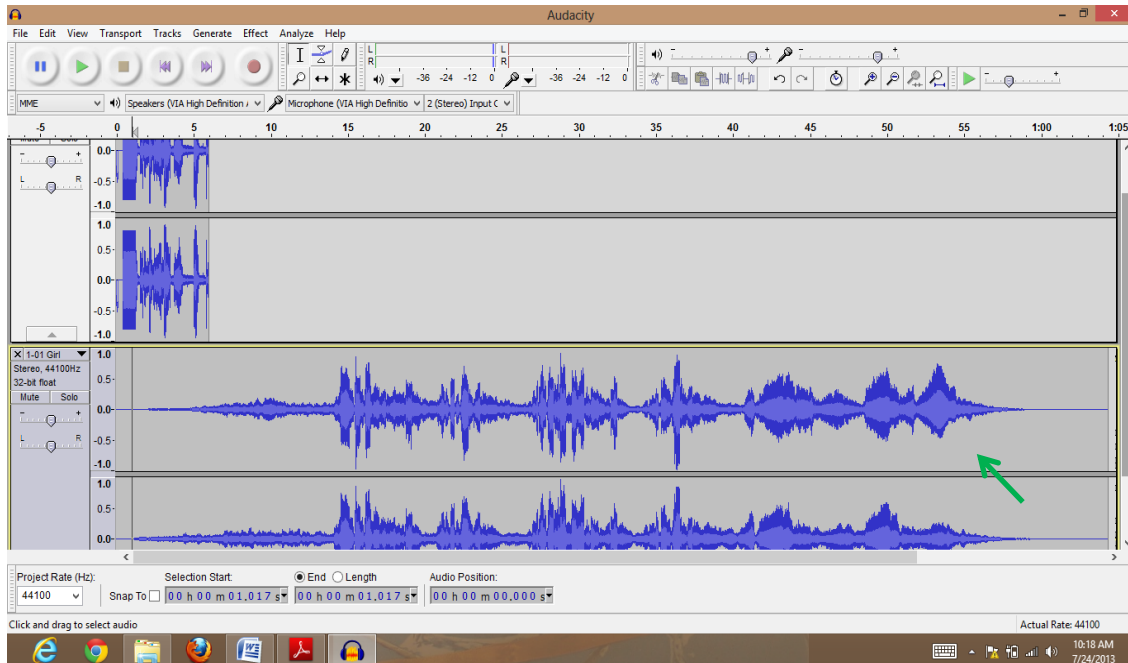 Audacity
File Edit View Transport Tracks Generate Effect Analyze Help
L R L R
-36 -24 -12 0 -36 -24 -12 0
MME Speakers (VIA High Definition / Microphone (VIA High Definitio 2 (Stereo) Input C
-5 0 5 10 15 20 25 30 35 40 45 50 55 1:00 1:05
Mute Solo
- +
L R
0.0
-0.5
-1.0
1.0
0.5
0.0
-0.5
-1.0
X 1-01 Girl
Stereo, 44100Hz
32-bit float
Mute Solo
- +
L R
1.0
0.5
0.0
-0.5
-1.0
1.0
0.5
0.0
Project Rate (Hz): Selection Start: End Length Audio Position:
44100 Snap To 00 h 00 m 01.017 s 00 h 00 m 01.017 s 00 h 00 m 00.000 s
Click and drag to select audio Actual Rate: 44100
10:18 AM
7/24/2013